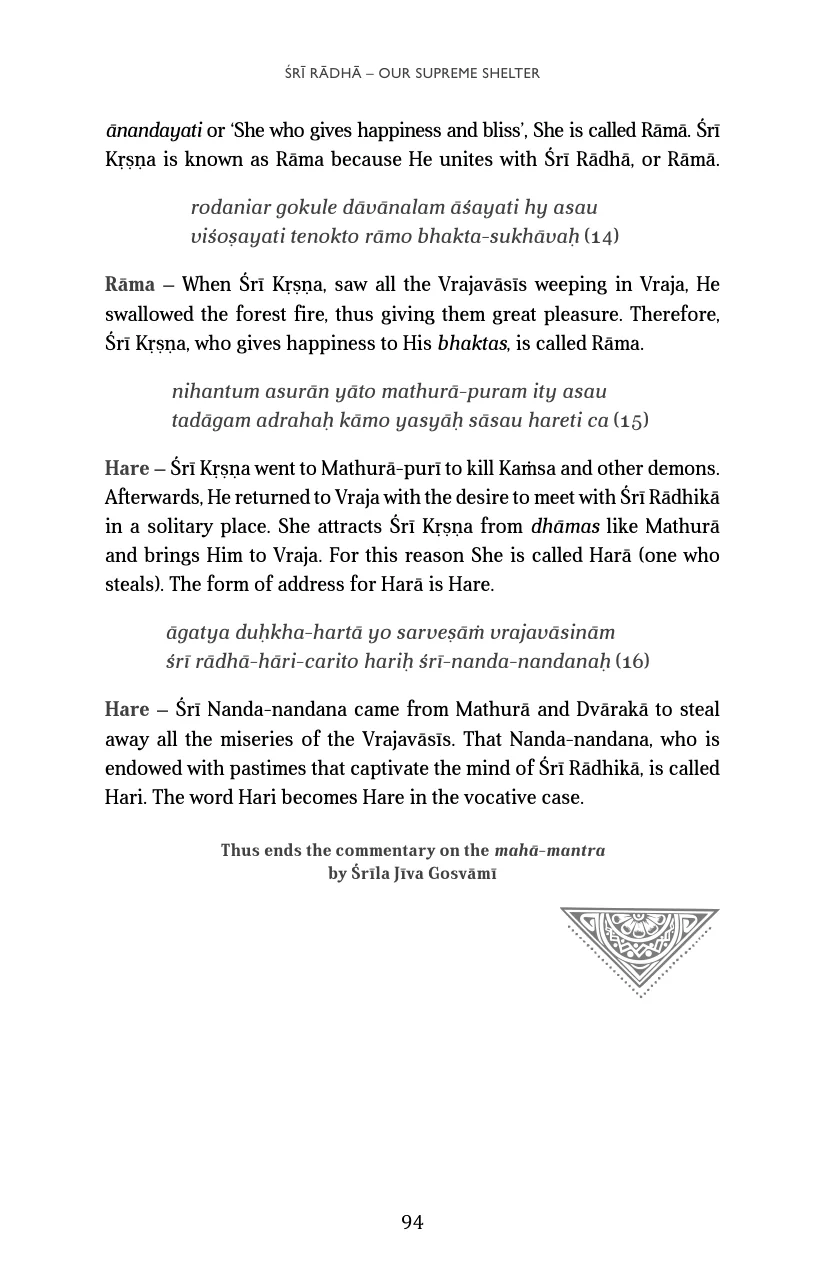 ŚRĪ RĀDHĀ – OUR SUPREME SHELTER
ānandayati or ‘She who gives happiness and bliss’, She is called Rāmā. Śrī
Kṛṣṇa is known as Rāma because He unites with Śrī Rādhā, or Rāmā.
rodaniar gokule dāvānalam āśayati hy asau
viśoṣayati tenokto rāmo bhakta-sukhāvaḥ (14)
Rāma – When Śrī Kṛṣṇa, saw all the Vrajavāsīs weeping in Vraja, He
swallowed the forest fire, thus giving them great pleasure. Therefore,
Śrī Kṛṣṇa, who gives happiness to His bhaktas, is called Rāma.
nihantum asurān yāto mathurā-puram ity asau
tadāgam adrahaḥ kāmo yasyāḥ sāsau hareti ca (15)
Hare – Śrī Kṛṣṇa went to Mathurā-purī to kill Kaṁsa and other demons.
Afterwards, He returned to Vraja with the desire to meet with Śrī Rādhikā
in a solitary place. She attracts Śrī Kṛṣṇa from dhāmas like Mathurā
and brings Him to Vraja. For this reason She is called Harā (one who
steals). The form of address for Harā is Hare.
āgatya duḥkha-hartā yo sarveṣāṁ vrajavāsinām
śrī rādhā-hāri-carito hariḥ śrī-nanda-nandanaḥ (16)
Hare – Śrī Nanda-nandana came from Mathurā and Dvārakā to steal
away all the miseries of the Vrajavāsīs. That Nanda-nandana, who is
endowed with pastimes that captivate the mind of Śrī Rādhikā, is called
Hari. The word Hari becomes Hare in the vocative case.
Thus ends the commentary on the mahā-mantra
by Śrīla Jīva Gosvāmī
94